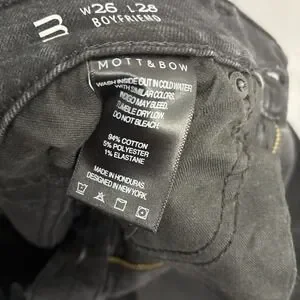 W26 L28
BOYFRIEND
MOTT&BOW
WASH INSIDE OUT IN COLD WATER
WITH SIMILAR COLORS.
INDIGO MAY BLEED.
TUMBLE DRY LOW.
DO NOT BLEACH.
94% COTTON
5% POLYESTER
1% ELASTANE
MADE IN HONDURAS
DESIGNED IN NEW YORK.